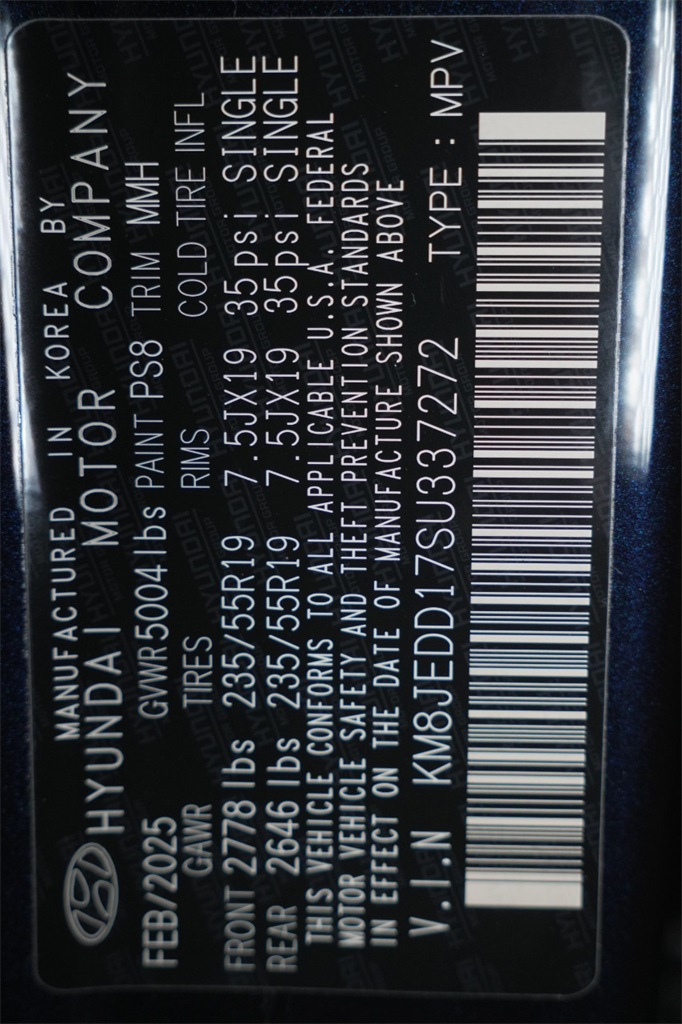 MANUFACTURED IN KOREA BY
HYUNDAI MOTOR COMPANY
FEB/2025 GVWR5004lbs PAINT PS8 TRIM MMH
GAWR TIRES RIMS COLD TIRE INFL
FRONT 2778 lbs 235/55R19 7.5JX19 35psi SINGLE
REAR 2646 lbs 235/55R19 7.5JX19 35psi SINGLE
THIS VEHICLE CONFORMS TO ALL APPLICABLE U.S.A. FEDERAL
MOTOR VEHICLE SAFETY AND THEFT PREVENTION STANDARDS
IN EFFECT ON THE DATE OF MANUFACTURE SHOWN ABOVE
V.I.N KM8JEDD17SU337272 TYPE : MPV